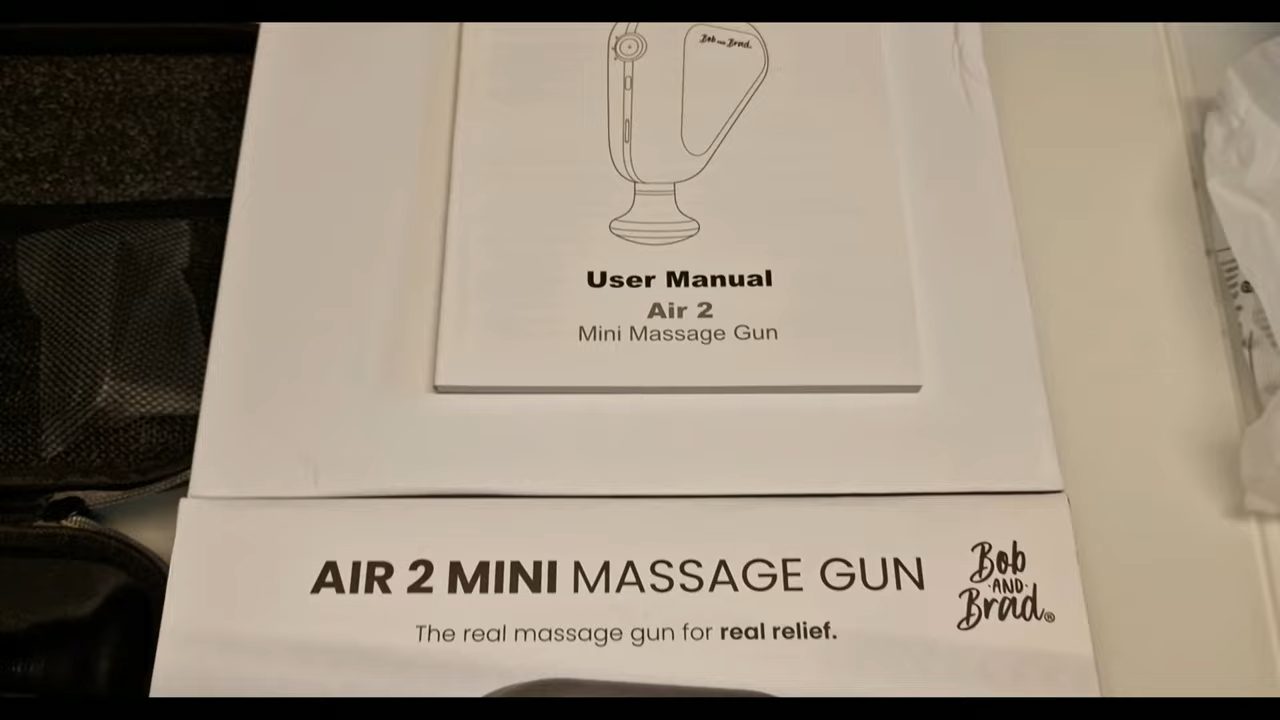 Bob AND Brad.
User Manual
Air 2
Mini Massage Gun
AIR 2 MINI MASSAGE GUN
The real massage gun for real relief.
Bob
·AND·
Brad®